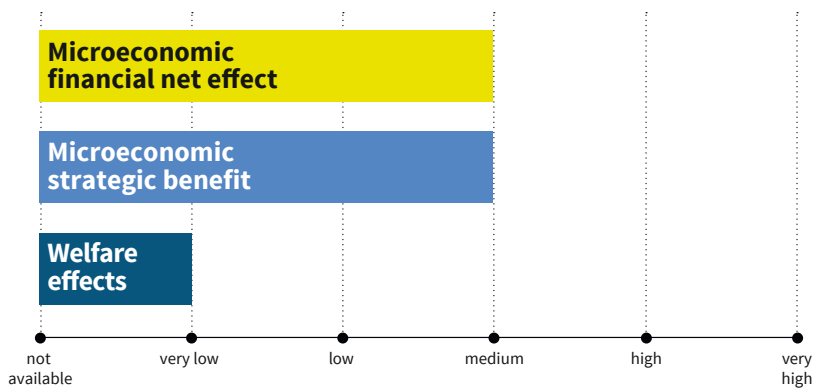 Microeconomic
financial net effect
Microeconomic
strategic benefit
Welfare
effects
not
available
very low
low
medium
high
very
high